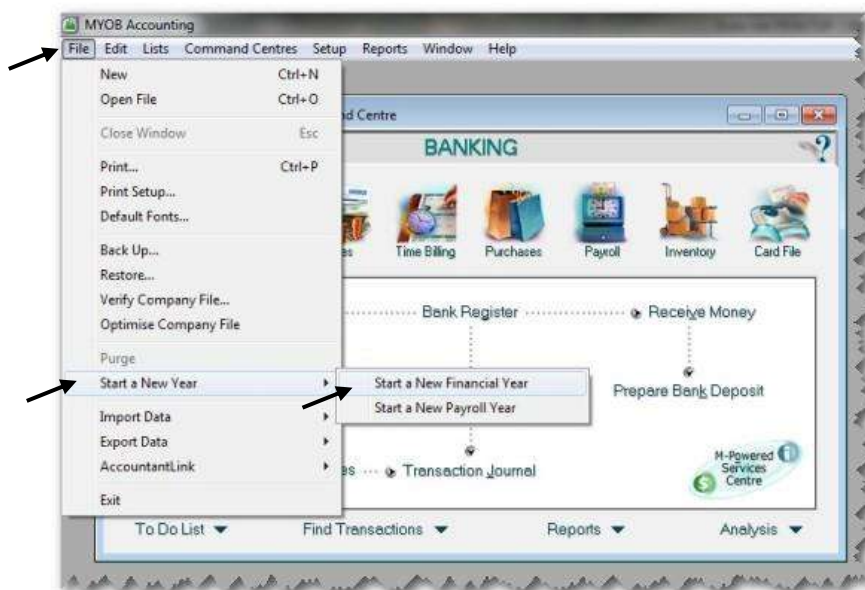 MYOB Accounting
File Edit Lists Command Centres Setup Reports Window Help
New Ctrl+N
Open File Ctrl+O
Close Window Esc
Print... Ctrl+P
Print Setup...
Default Fonts...
Back Up...
Restore...
Verify Company File...
Optimise Company File
Purge
Start a New Year
Import Data
Export Data
AccountantLink
Exit
Start a New Financial Year
Start a New Payroll Year
Centre
BANKING
Time Billing Purchases Payroll Inventory Card File
Bank Register Receive Money
Prepare Bank Deposit
Transaction Journal
M-Powered
Services
Centre
To Do List Find Transactions Reports Analysis